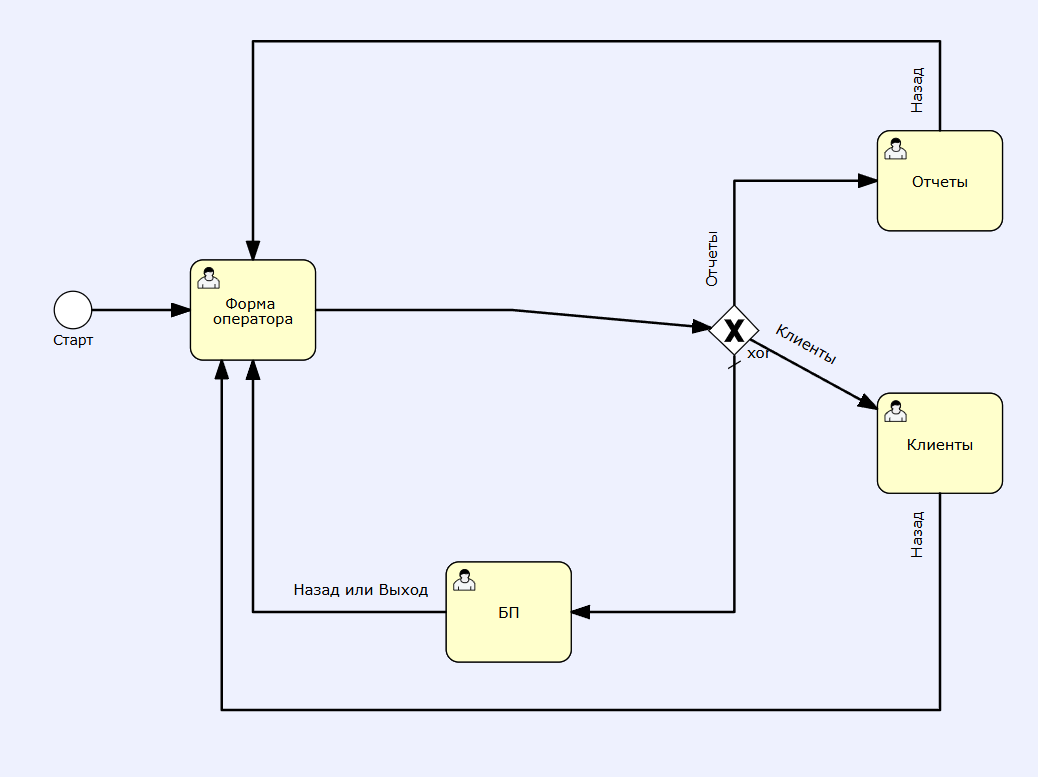 Назад
Отчеты
Отчеты
Форма
оператора
Старт
Клиенты
xor
Клиенты
Назад
Назад или Выход
БП